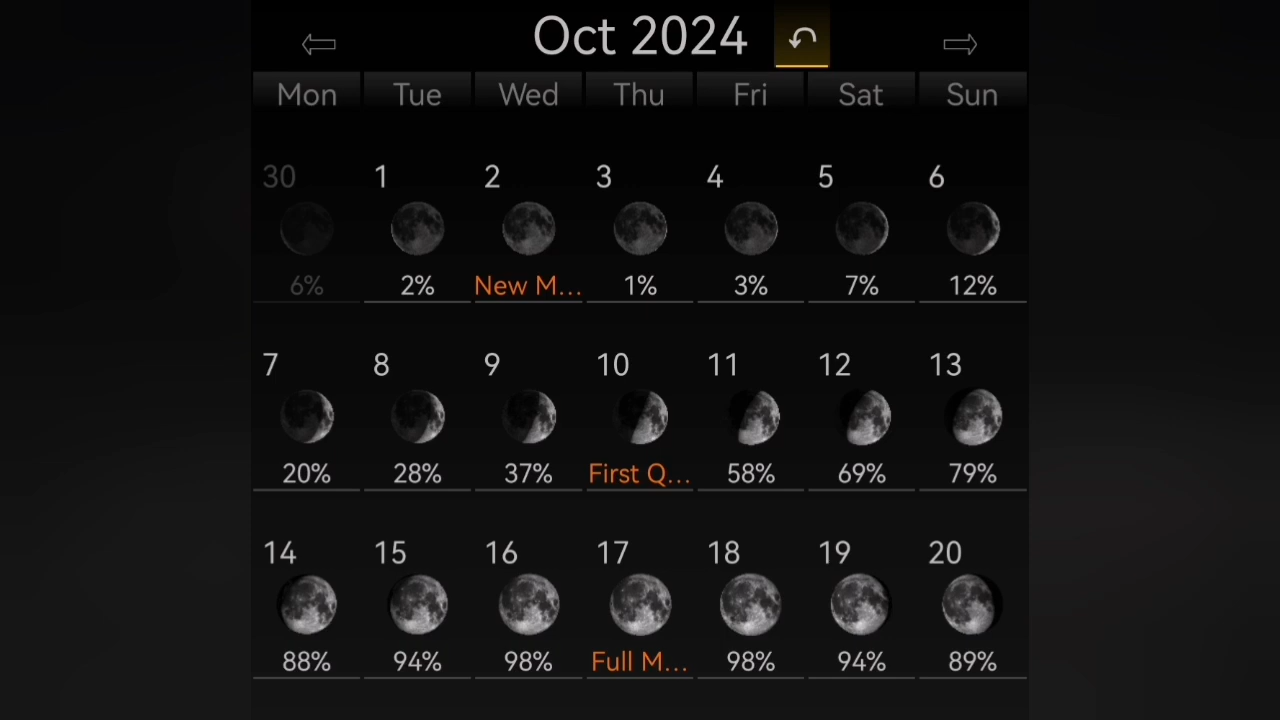 Oct 2024
Mon Tue Wed Thu Fri Sat Sun
30 1 2 3 4 5 6
6% 2% New M... 1% 3% 7% 12%
7 8 9 10 11 12 13
20% 28% 37% First Q... 58% 69% 79%
14 15 16 17 18 19 20
88% 94% 98% Full M... 98% 94% 89%